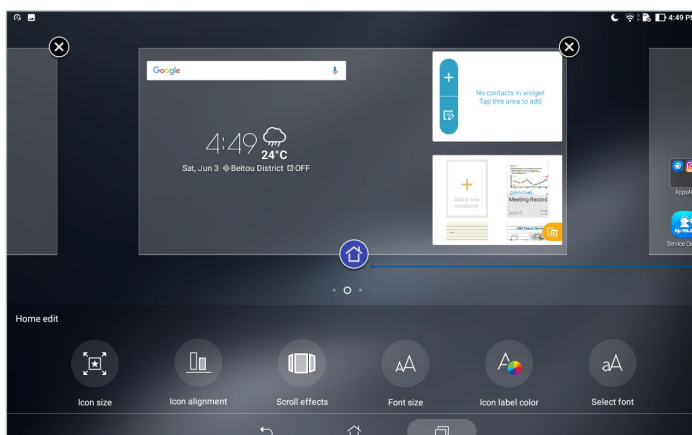 4:49 PM
Google
4:49
24°C
Sat, Jun 3 Beitou District OFF
No contacts in widget
Tap this area to add
Add a new
notebook
Meeting Record
Service Ce
Home edit
Icon size
Icon alignment
Scroll effects
Font size
Icon label color
Select font